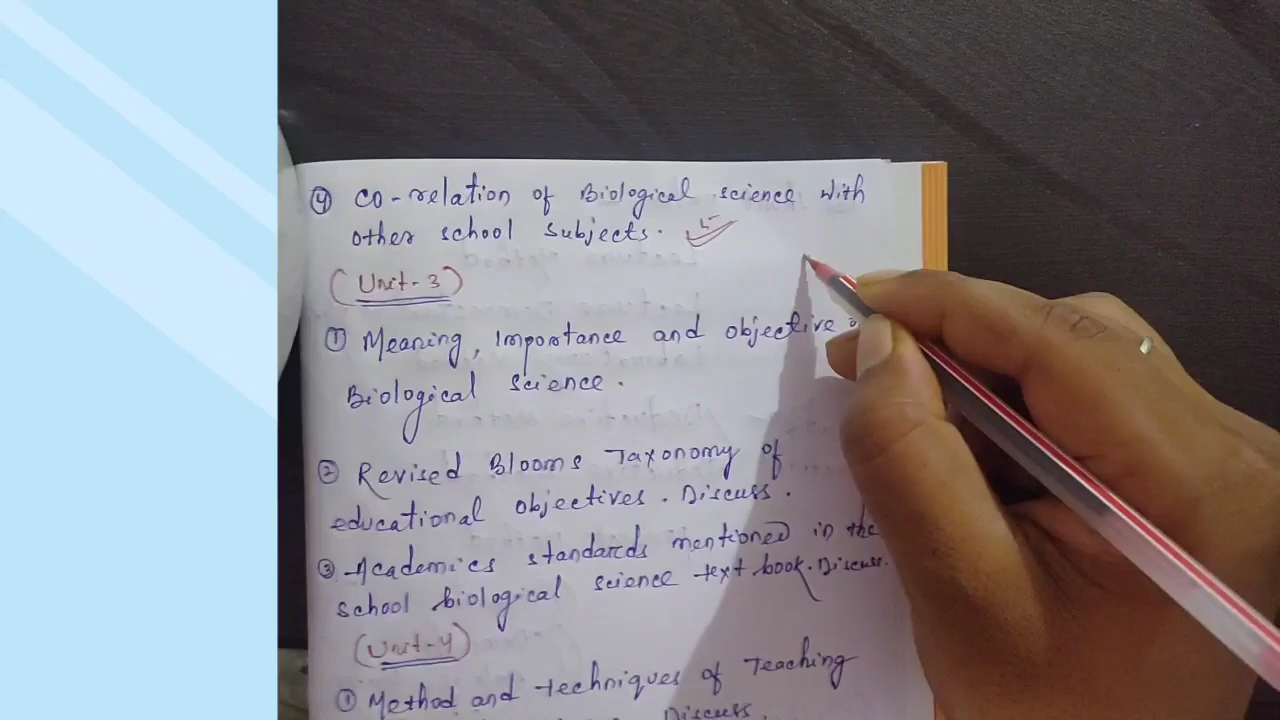 ④ CO-relation of Biological science with
other school subjects.
(Unit-3)
① Meaning, importance and objective
Biological science.
② Revised Blooms Taxonomy of
educational objectives. Discuss.
③ Academics standards mentioned in the
school biological science text book. Discuss.
(Unit-4)
① Method and techniques of Teaching
Discuss.